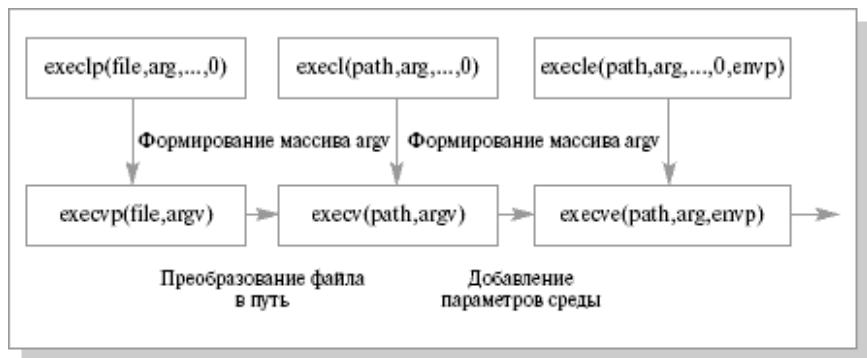 execlp(file,arg,...,0)
execl(path,arg,...,0)
execle(path,arg,...,0,envp)
Формирование массива argv
Формирование массива argv
execvp(file,argv)
execv(path,argv)
execve(path,arg,envp)
Преобразование файла
в путь
Добавление
параметров среды